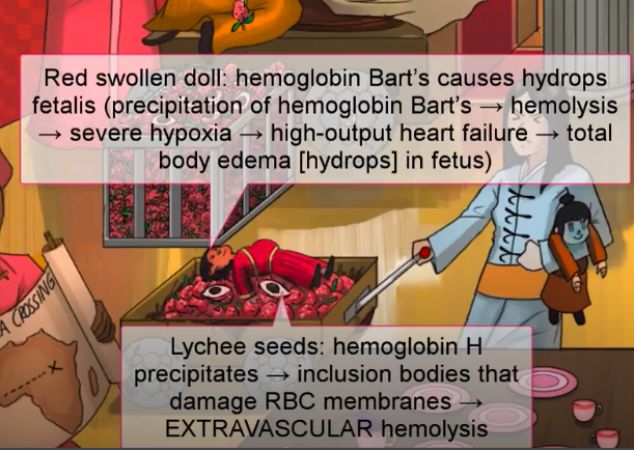 Red swollen doll: hemoglobin Bart's causes hydrops
fetalis (precipitation of hemoglobin Bart's → hemolysis
→ severe hypoxia → high-output heart failure → total
body edema [hydrops] in fetus)
A CROSSING
Lychee seeds: hemoglobin H
precipitates → inclusion bodies that
damage RBC membranes →
EXTRAVASCULAR hemolysis